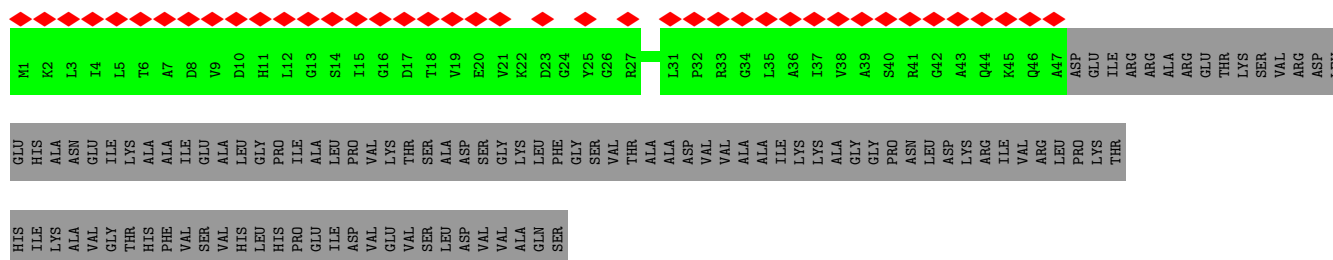 M1 K2 L3 I4 L5 T6 A7 D8 V9 D10 H11 L12 G13 S14 I15 G16 D17 T18 V19 E20 V21 K22 D23 G24 Y25 G26 R27 L31 P32 R33 G34 L35 A36 I37 V38 A39 S40 R41 G42 A43 Q44 K45 Q46 A47 ASP GLU ILE ARG ARG ALA ARG GLU THR LYS SER VAL ARG ASP LEU
GLU HIS ALA ASN GLU ILE LYS ALA ALA ILE GLU ALA LEU GLY PRO ILE ALA LEU PRO VAL LYS THR SER ALA ASP SER GLY LYS LEU PHE GLY SER VAL THR ALA ALA ASP VAL VAL ALA ALA ILE LYS LYS ALA GLY GLY PRO ASN LEU ASP LYS ARG ILE VAL ARG LEU PRO LYS THR
HIS ILE LYS ALA VAL GLY THR HIS PHE VAL SER VAL HIS LEU HIS PRO GLU ILE ASP VAL GLU VAL SER LEU ASP VAL VAL ALA GLN SER